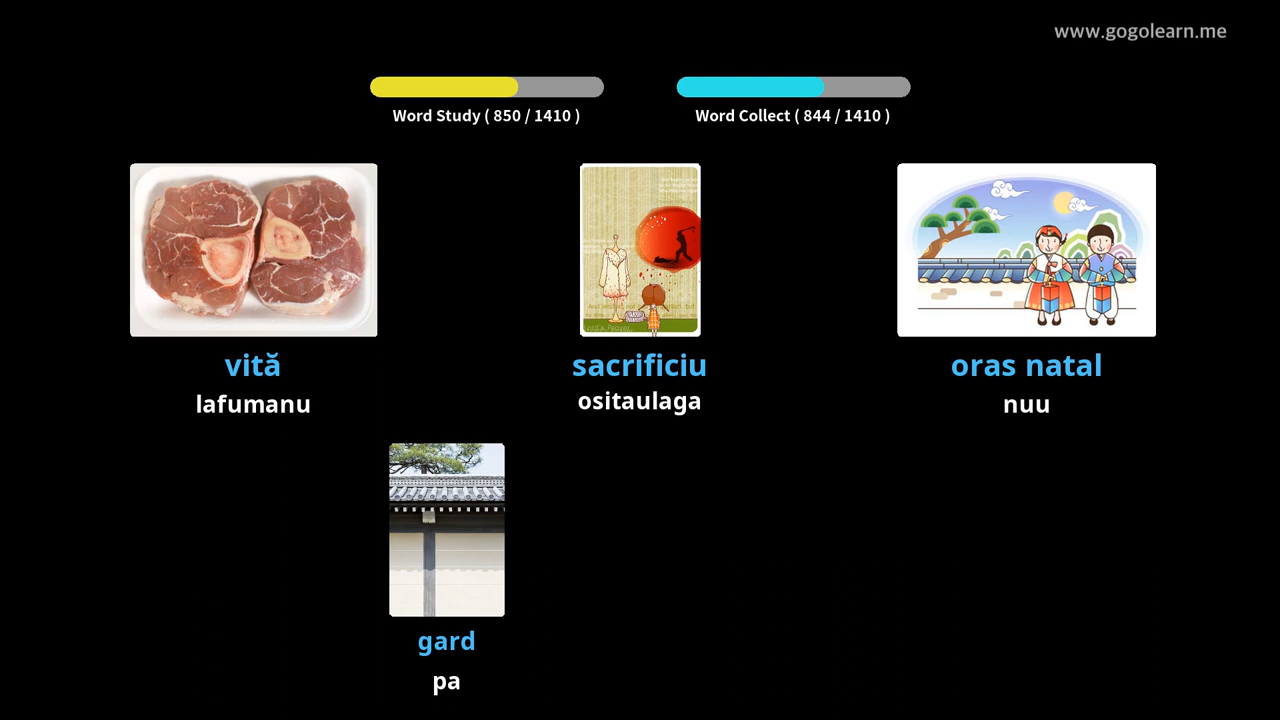 www.gogolearn.me
Word Study ( 850 / 1410 )
Word Collect ( 844 / 1410 )
vită
sacrificiu
oras natal
lafumanu
ositaulaga
nuu
gard
pa